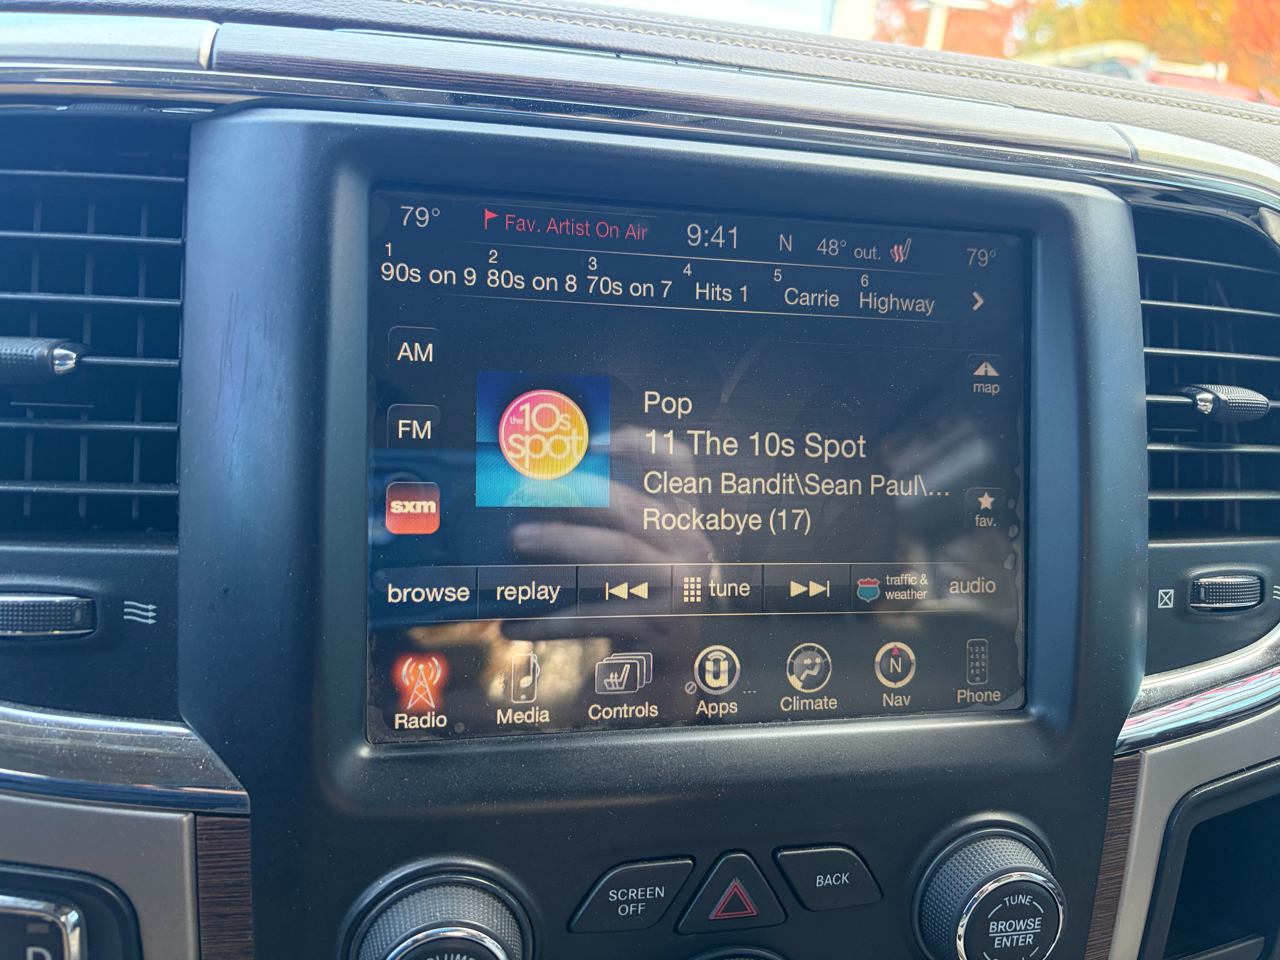 79° Fav. Artist On Air 9:41 N 48° out. 79°
1 2 3 4 5 6
90s on 9 80s on 8 70s on 7 Hits 1 Carrie Highway
AM
FM
sxm
the 10s
spot
Pop
11 The 10s Spot
Clean Bandit\Sean Paul\...
Rockabye (17)
map
fav.
browse replay tune traffic & weather audio
Radio Media Controls Apps Climate Nav Phone
N
SCREEN
OFF
BACK
TUNE
BROWSE
ENTER
D